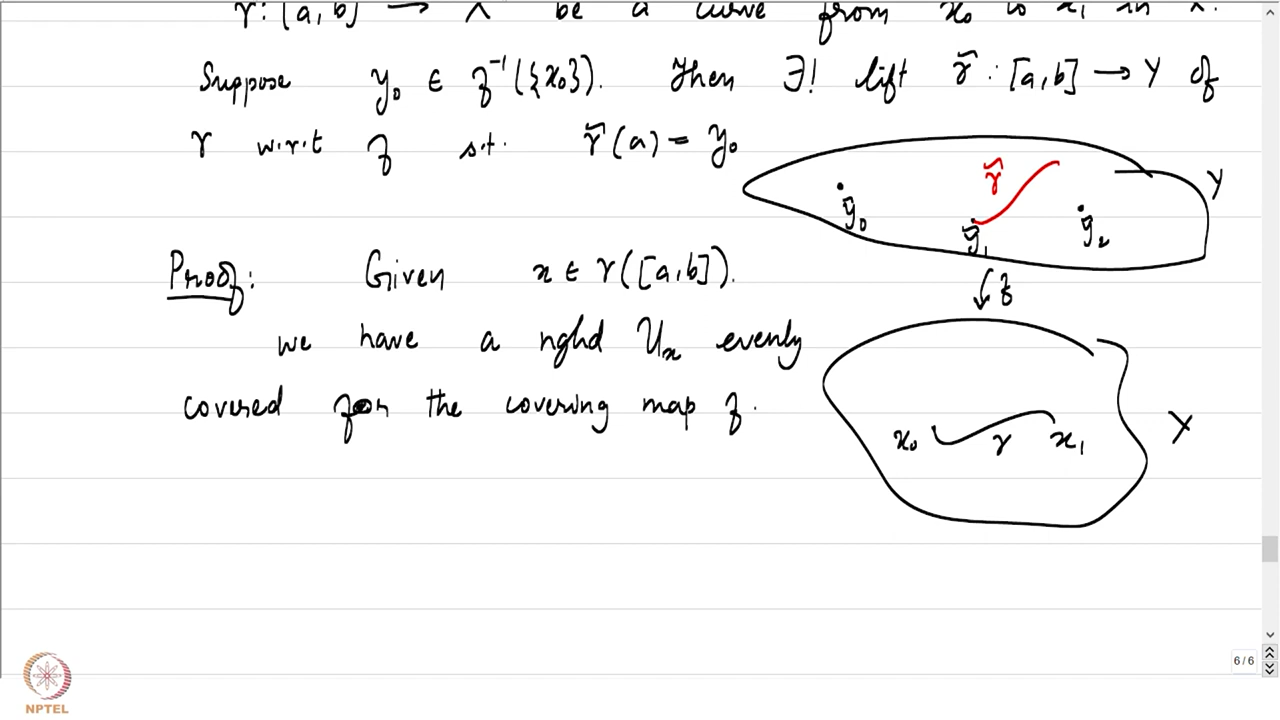 γ : [a,b] → X be a curve from x₀ to x₁ in X.
Suppose y₀ ∈ f⁻¹({x₀}). Then ∃! lift γ̃ : [a,b] → Y of
γ w.r.t f s.t. γ̃(a) = y₀
Y
γ̃
ỹ₀
ỹ₁
ỹ₂
Proof: Given x ∈ γ([a,b]).
f
we have a nghd Uₓ evenly
covered for the covering map f.
x₀ γ x₁
X
6 / 6
NPTEL